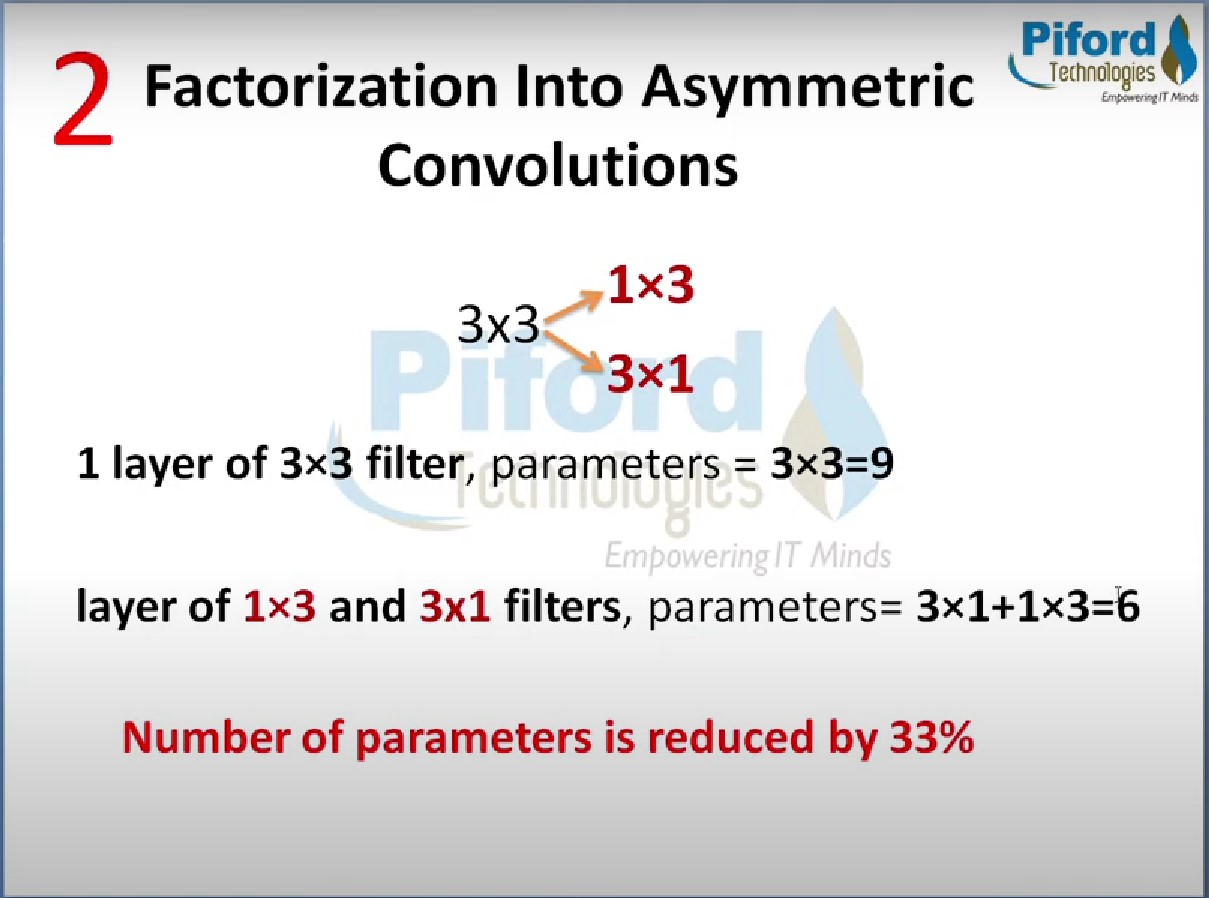 Piford
Technologies
Empowering IT Minds
2
Factorization Into Asymmetric
Convolutions
1×3
3x3
3×1
Piford
1 layer of 3×3 filter, parameters = 3×3=9
Technologies
Empowering IT Minds
layer of 1×3 and 3x1 filters, parameters= 3×1+1×3=6
Number of parameters is reduced by 33%